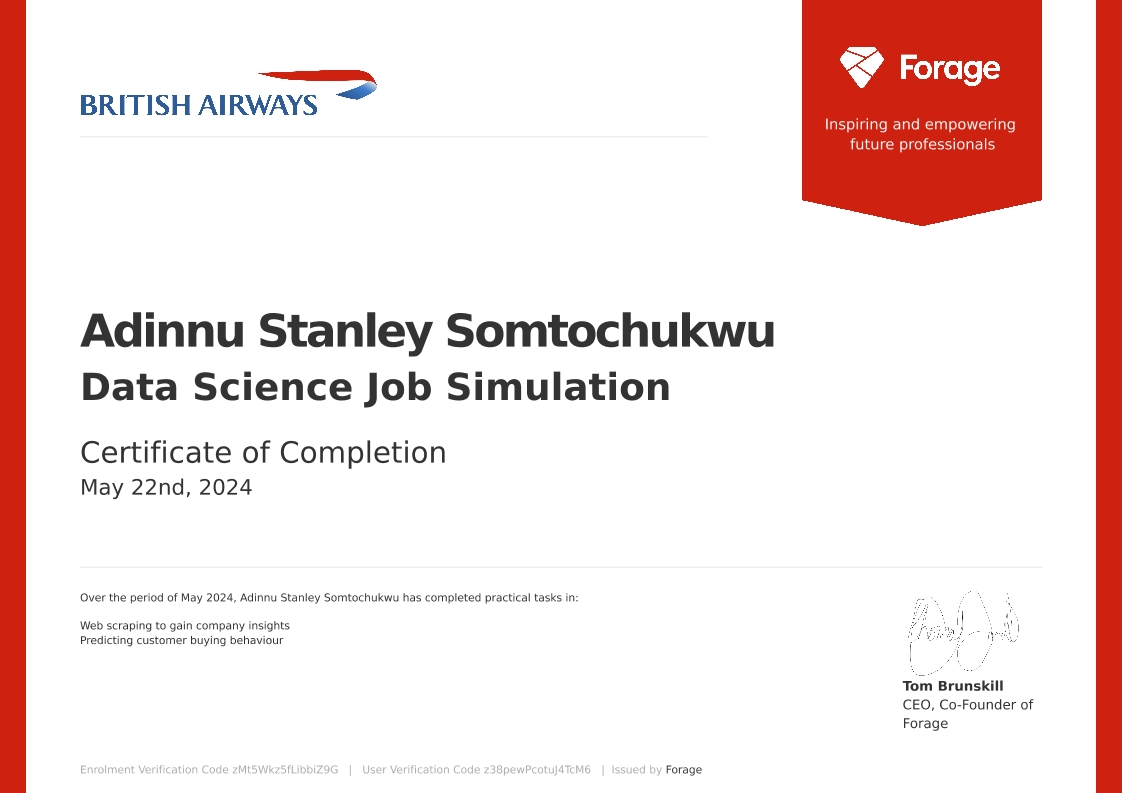 BRITISH AIRWAYS
Forage
Inspiring and empowering
future professionals
Adinnu Stanley Somtochukwu
Data Science Job Simulation
Certificate of Completion
May 22nd, 2024
Over the period of May 2024, Adinnu Stanley Somtochukwu has completed practical tasks in:
Web scraping to gain company insights
Predicting customer buying behaviour
Tom Brunskill
CEO, Co-Founder of
Forage
Enrolment Verification Code zMt5Wkz5fLibbiZ9G | User Verification Code z38pewPcotuJ4TcM6 | Issued by Forage